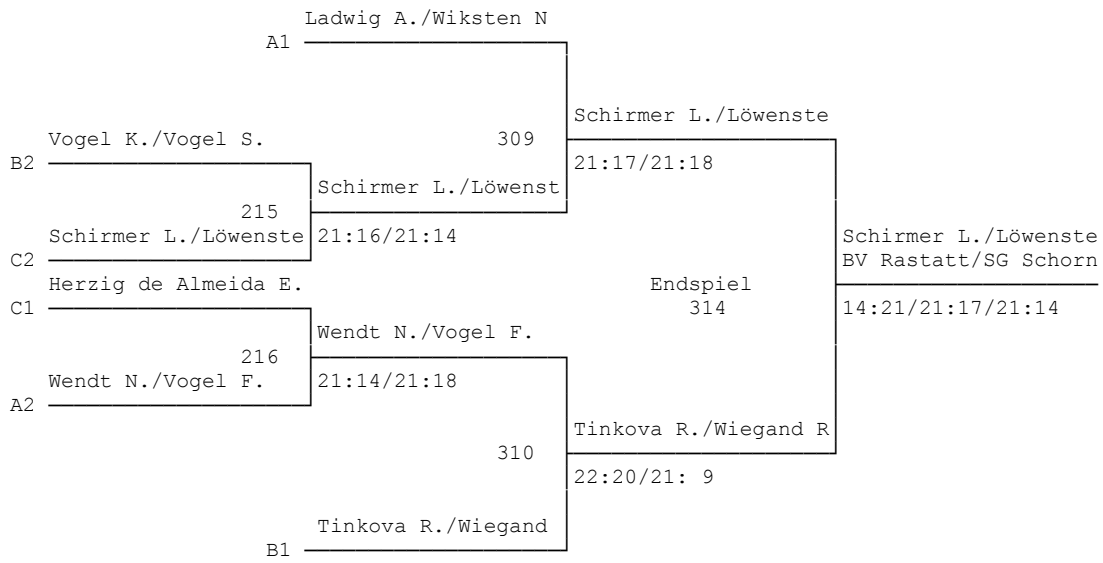 Ladwig A./Wiksten N
A1
Schirmer L./Löwenste
Vogel K./Vogel S. 309
B2 21:17/21:18
Schirmer L./Löwenst
215
Schirmer L./Löwenste 21:16/21:14 Schirmer L./Löwenste
C2 BV Rastatt/SG Schorn
Herzig de Almeida E. Endspiel
C1 314 14:21/21:17/21:14
Wendt N./Vogel F.
216
Wendt N./Vogel F. 21:14/21:18
A2
Tinkova R./Wiegand R
310
22:20/21: 9
Tinkova R./Wiegand
B1